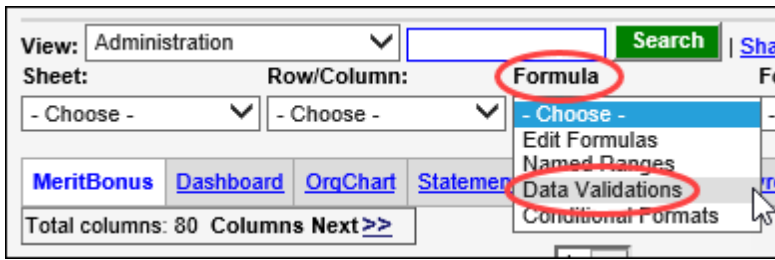 View: Administration Search | Sha
Sheet: Row/Column: Formula Fo
- Choose - - Choose - - Choose - -
Edit Formulas
Named Ranges
MeritBonus Dashboard OrgChart Statemen Data Validations
Total columns: 80 Columns Next >> Conditional Formats